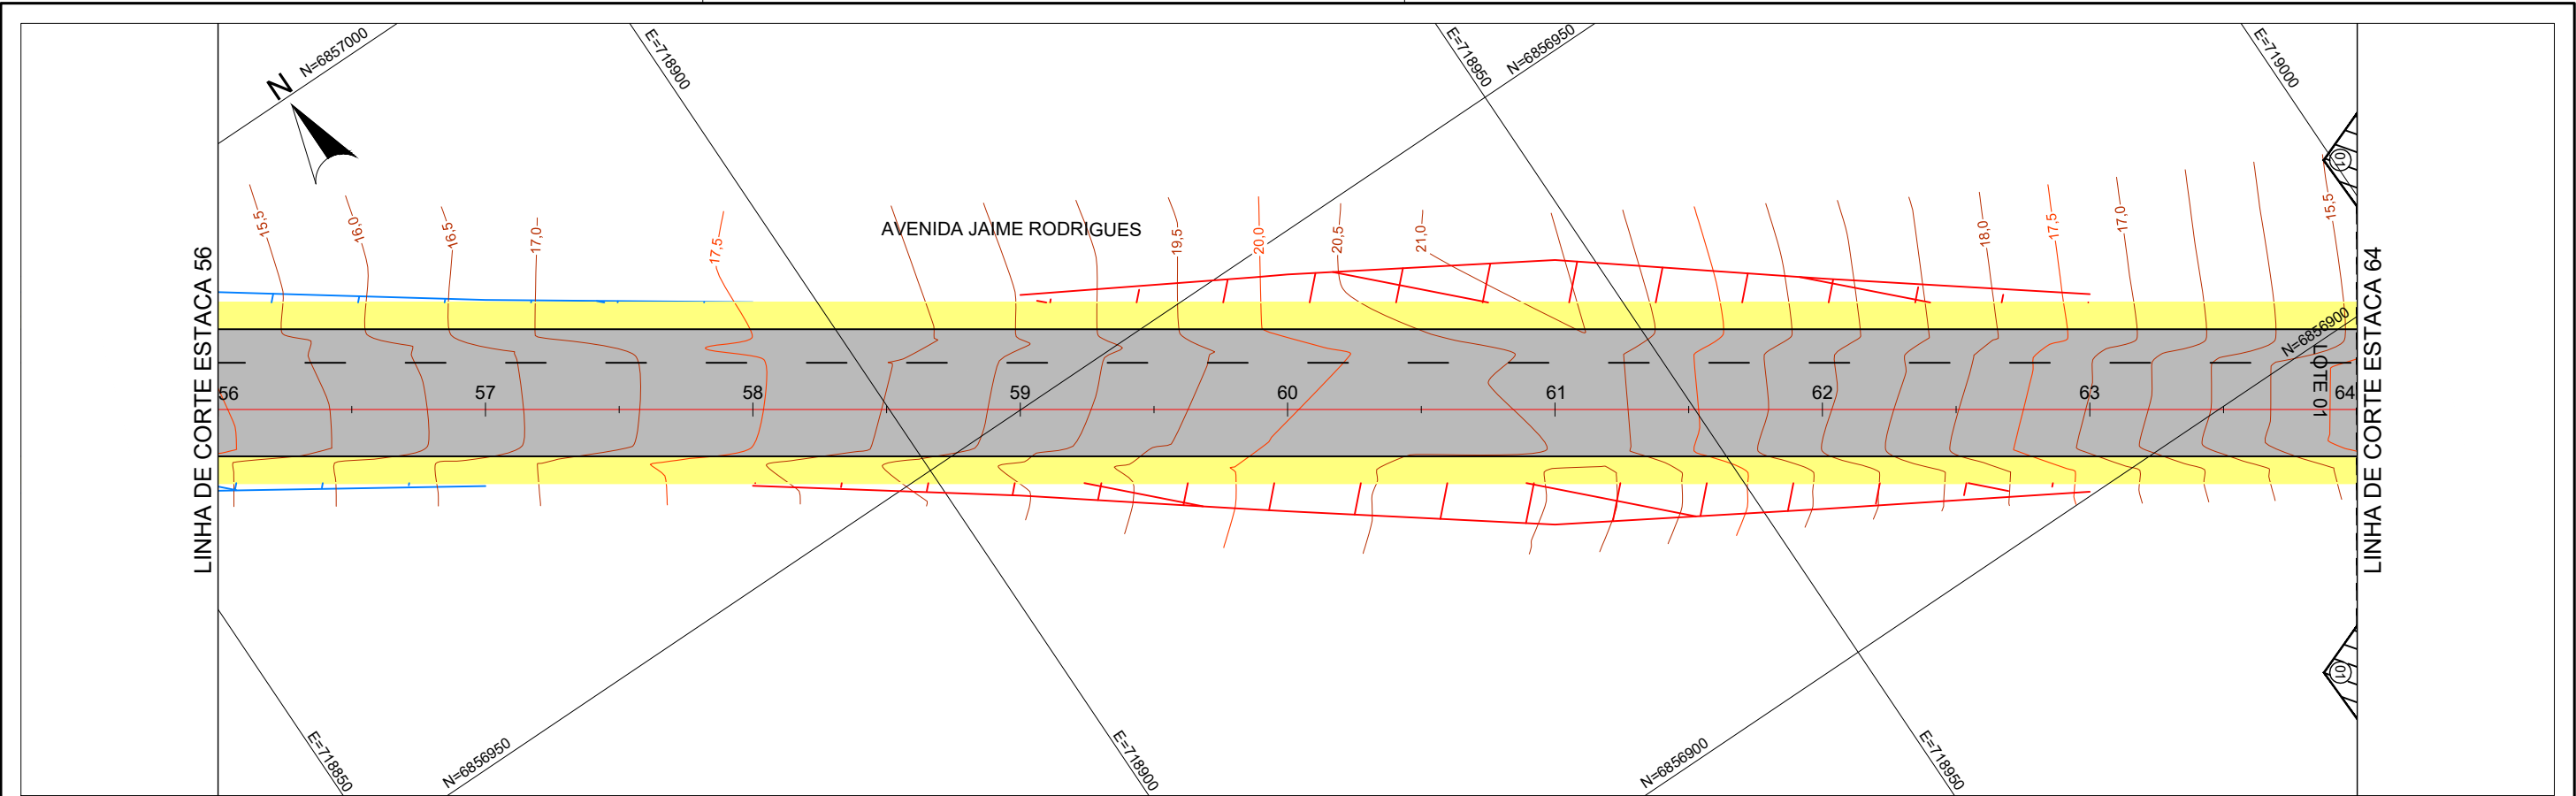 N=6857000
E=718900
E=718950
N=6856950
E=719000
N
01
15,5
16,0
16,5
17,0
17,5
AVENIDA JAIME RODRIGUES
19,5
20,0
20,5
21,0
18,0
17,5
17,0
15,5
LINHA DE CORTE ESTACA 56
LINHA DE CORTE ESTACA 64
N=6856900
LOTE 01
56
57
58
59
60
61
62
63
64
01
E=718850
N=6856950
E=718900
N=6856900
E=718950